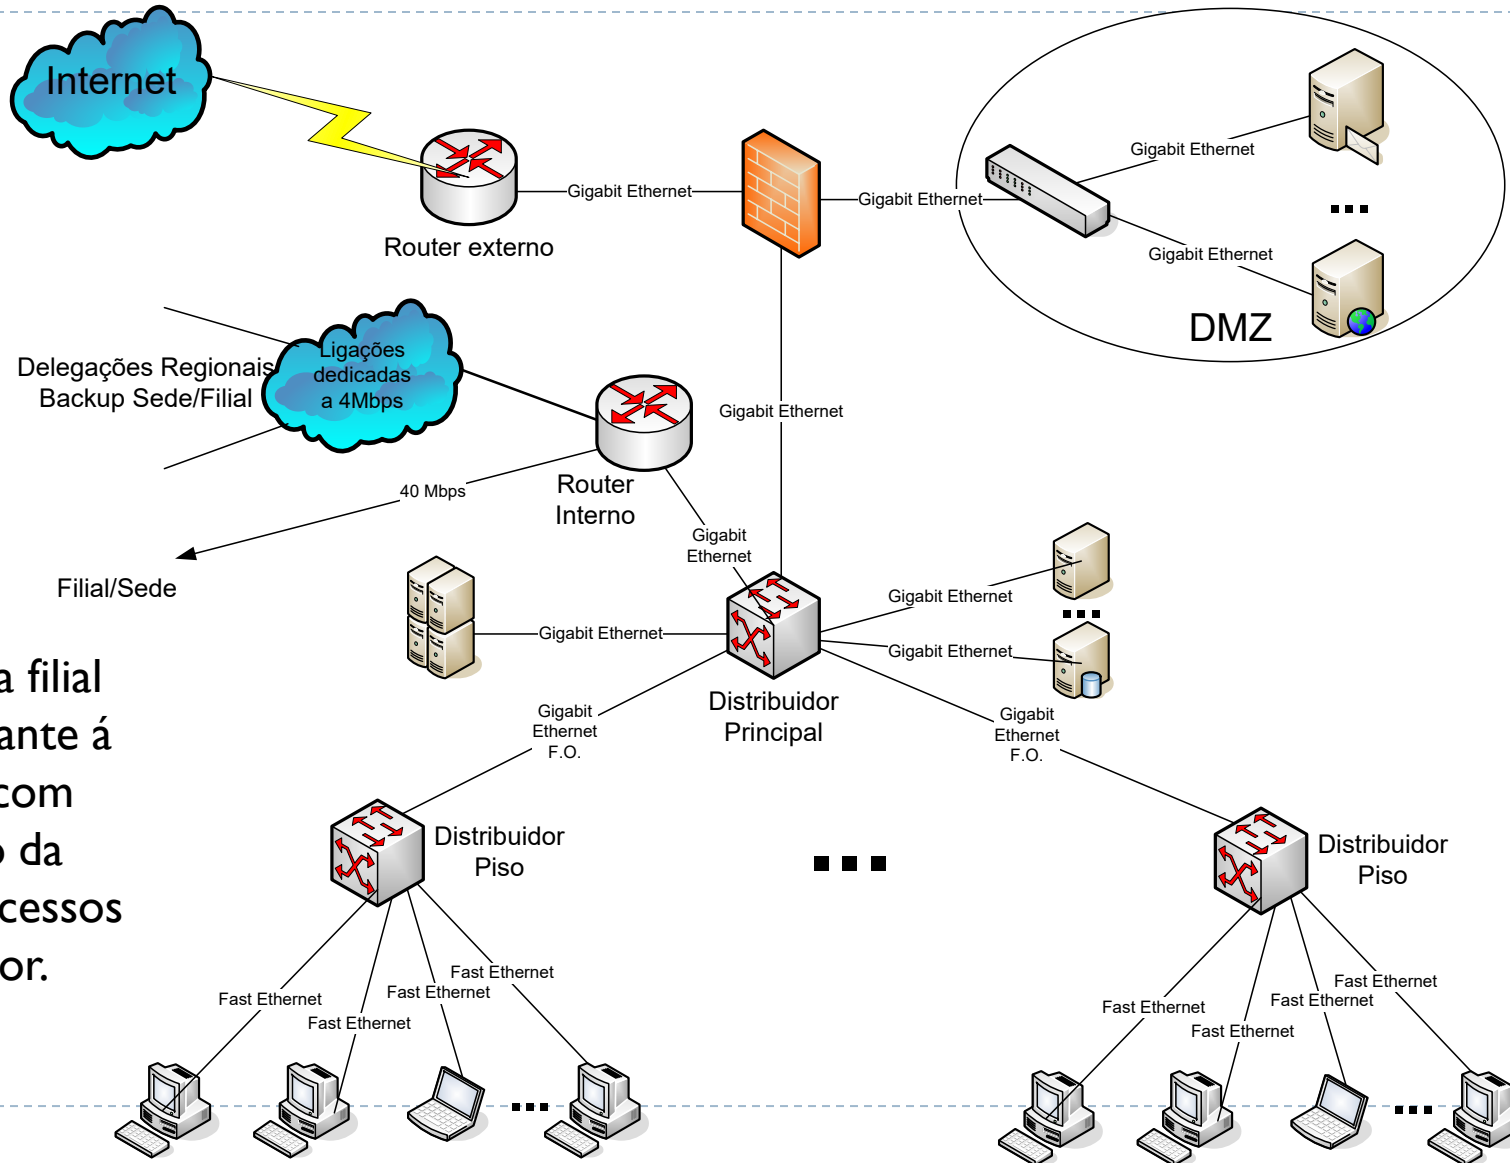 Internet
Gigabit Ethernet
Gigabit Ethernet
Gigabit Ethernet
Gigabit Ethernet
Router externo
DMZ
Delegações Regionais
Backup Sede/Filial
Ligações
dedicadas
a 4Mbps
Gigabit Ethernet
40 Mbps
Router
Interno
Gigabit
Ethernet
Filial/Sede
Gigabit Ethernet
Gigabit Ethernet
Gigabit Ethernet
Distribuidor
Principal
Gigabit
Ethernet
F.O.
Gigabit
Ethernet
F.O.
a filial
ante á
com
o da
cessos
or.
Distribuidor
Piso
Distribuidor
Piso
Fast Ethernet
Fast Ethernet
Fast Ethernet
Fast Ethernet
Fast Ethernet
Fast Ethernet
Fast Ethernet
Fast Ethernet